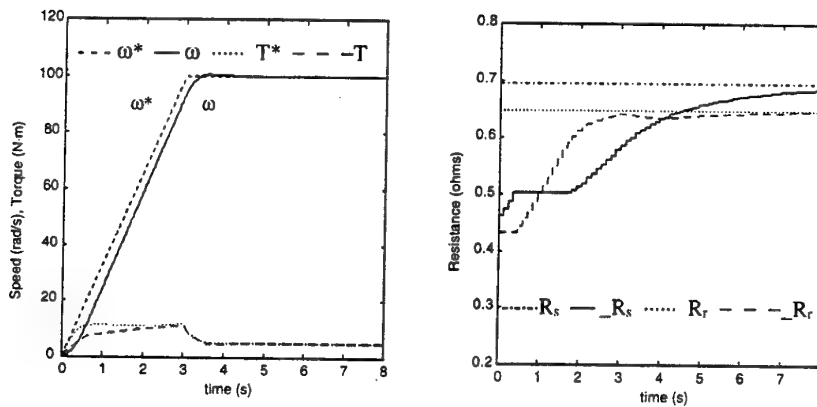 120
100
80
60
40
20
0
Speed (rad/s), Torque (N·m)
ω* ω T* T
ω* ω
0 1 2 3 4 5 6 7 8
time (s)
0.8
0.7
0.6
0.5
0.4
0.3
0.2
Resistance (ohms)
Rs _Rs Rr _Rr
0 1 2 3 4 5 6 7 8
time (s)